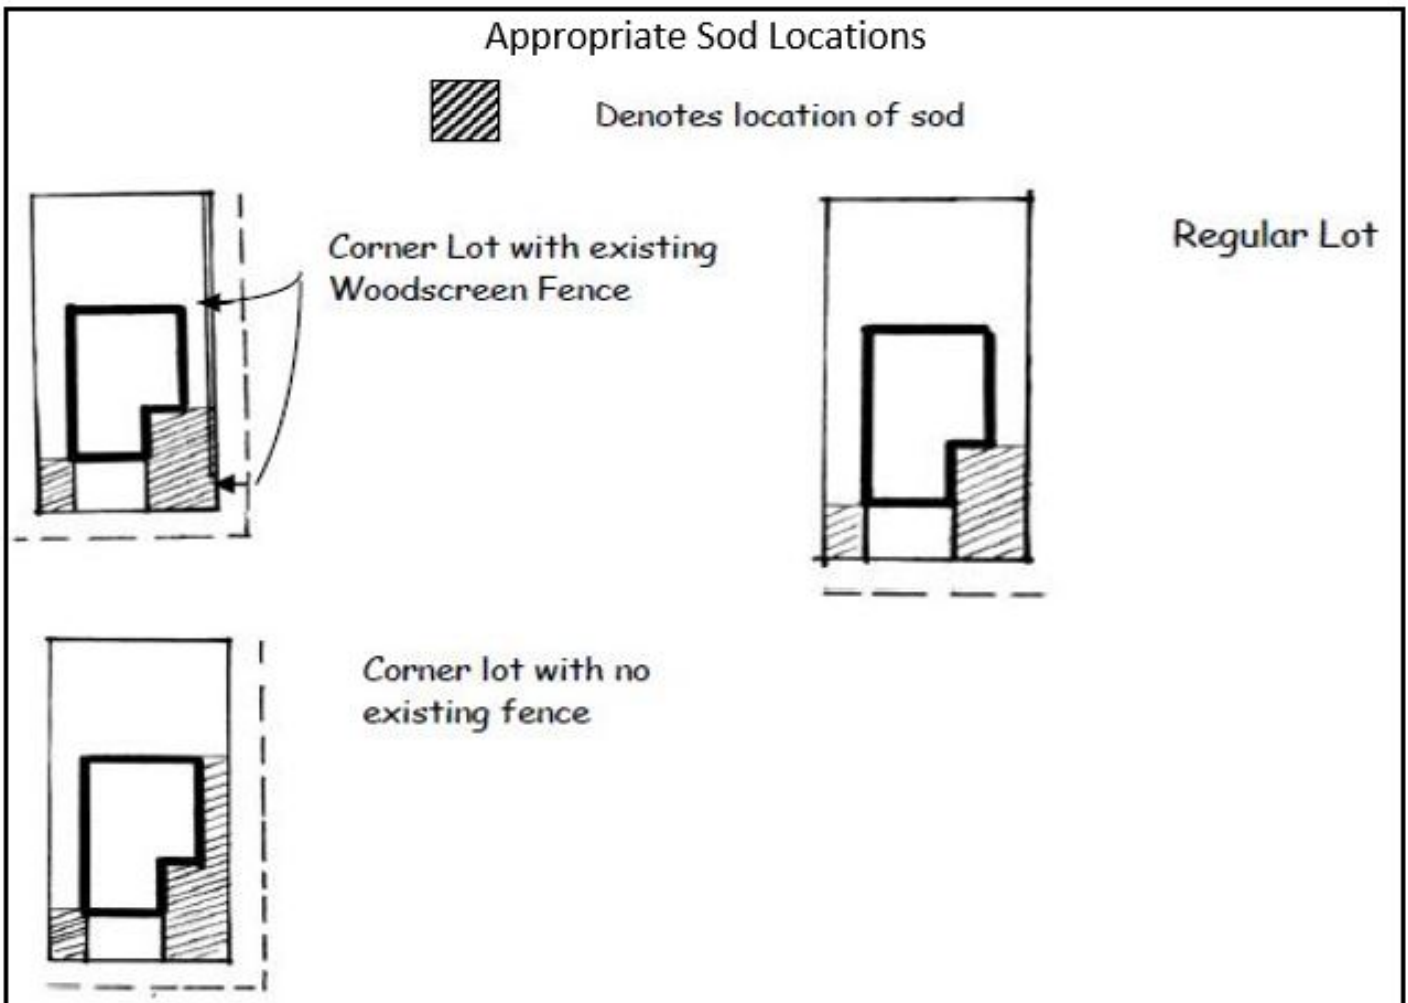 Appropriate Sod Locations
Denotes location of sod
Corner Lot with existing
Woodscreen Fence
Regular Lot
Corner lot with no
existing fence